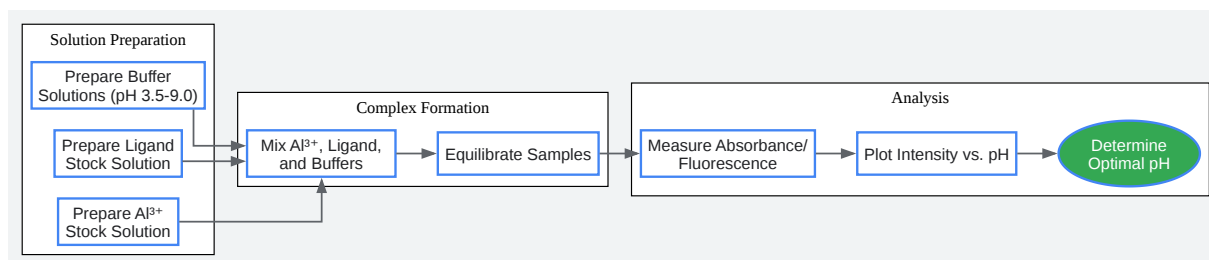 Solution Preparation
Prepare Buffer
Solutions (pH 3.5-9.0)
Prepare Ligand
Stock Solution
Prepare Al³⁺
Stock Solution
Complex Formation
Mix Al³⁺, Ligand,
and Buffers
Equilibrate Samples
Analysis
Measure Absorbance/
Fluorescence
Plot Intensity vs. pH
Determine
Optimal pH